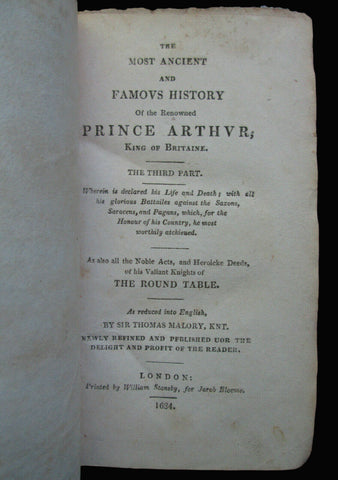 THE
MOST ANCIENT
AND
FAMOVS HISTORY
Of the Renowned
PRINCE ARTHVR;
KING OF BRITAINE.
THE THIRD PART.
Wherein is declared his Life and Death; with all
his glorious Battailes against the Saxons,
Saracens, and Pagans, which, for the
Honour of his Country, he most
worthily atchieued.
As also all the Noble Acts, and Heroicke Deeds,
of his Valiant Knights of
THE ROUND TABLE.
As reduced into English,
BY SIR THOMAS MALORY, KNT.
NEWLY REFINED AND PUBLISHED FOR THE
DELIGHT AND PROFIT OF THE READER.
LONDON:
Printed by William Stansby, for Jacob Bloome.
1634.